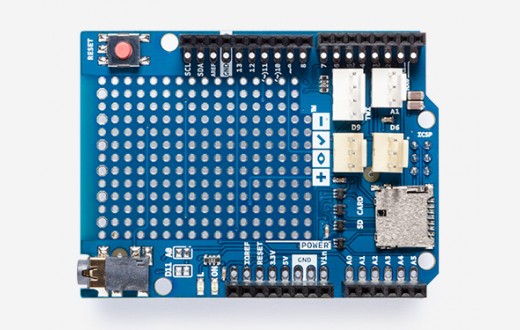 RESET
SCL
SDA
AREF
GND
13
12
(~)11
(~)10
8
7
A1
D9
D6
ICSP
SD CARD
POWER
D11
A0
L
ON
IOREF
RESET
3.3V
5V
GND
Vin
A0
A1
A2
A3
A4
A5